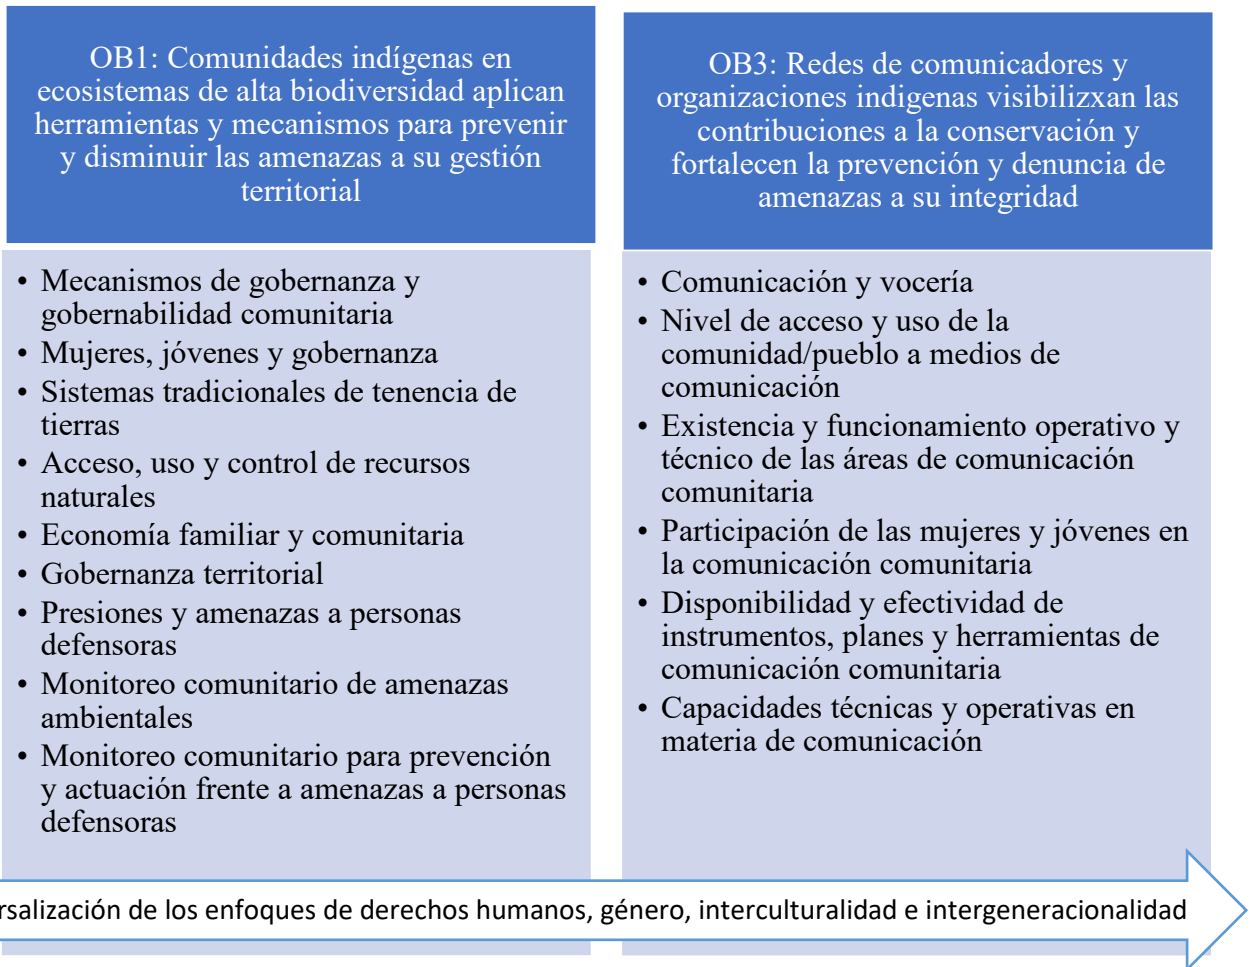 OB1: Comunidades indígenas en
ecosistemas de alta biodiversidad aplican
herramientas y mecanismos para prevenir
y disminuir las amenazas a su gestión
territorial
• Mecanismos de gobernanza y
gobernabilidad comunitaria
• Mujeres, jóvenes y gobernanza
• Sistemas tradicionales de tenencia de
tierras
• Acceso, uso y control de recursos
naturales
• Economía familiar y comunitaria
• Gobernanza territorial
• Presiones y amenazas a personas
defensoras
• Monitoreo comunitario de amenazas
ambientales
• Monitoreo comunitario para prevención
y actuación frente a amenazas a personas
defensoras
OB3: Redes de comunicadores y
organizaciones indigenas visibilizxan las
contribuciones a la conservación y
fortalecen la prevención y denuncia de
amenazas a su integridad
• Comunicación y vocería
• Nivel de acceso y uso de la
comunidad/pueblo a medios de
comunicación
• Existencia y funcionamiento operativo y
técnico de las áreas de comunicación
comunitaria
• Participación de las mujeres y jóvenes en
la comunicación comunitaria
• Disponibilidad y efectividad de
instrumentos, planes y herramientas de
comunicación comunitaria
• Capacidades técnicas y operativas en
materia de comunicación
rsalización de los enfoques de derechos humanos, género, interculturalidad e intergeneracionalidad